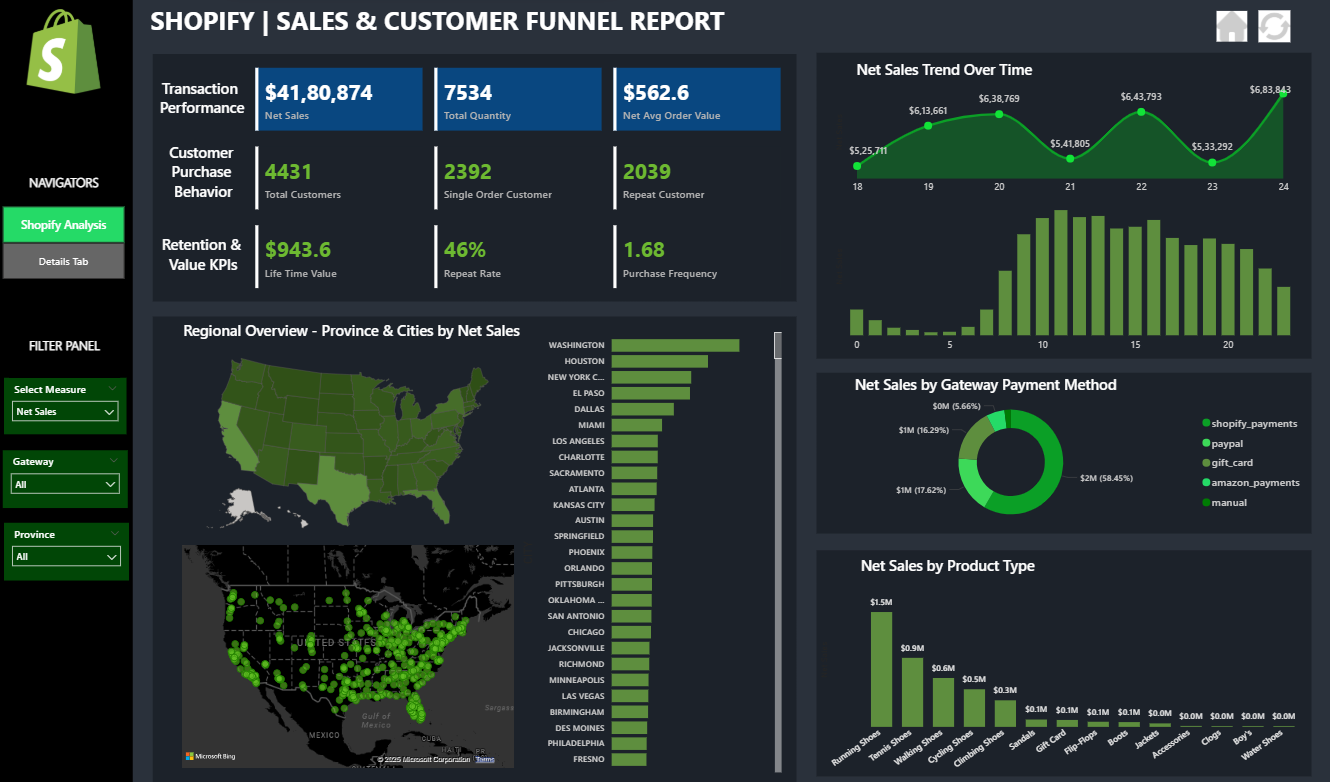 SHOPIFY | SALES & CUSTOMER FUNNEL REPORT
S
NAVIGATORS
Shopify Analysis
Details Tab
FILTER PANEL
Select Measure
Net Sales
Gateway
All
Province
All
Transaction
Performance
$41,80,874
Net Sales
7534
Total Quantity
$562.6
Net Avg Order Value
Customer
Purchase
Behavior
4431
Total Customers
2392
Single Order Customer
2039
Repeat Customer
Retention &
Value KPIs
$943.6
Life Time Value
46%
Repeat Rate
1.68
Purchase Frequency
Regional Overview - Province & Cities by Net Sales
WASHINGTON
HOUSTON
NEW YORK C...
EL PASO
DALLAS
MIAMI
LOS ANGELES
CHARLOTTE
SACRAMENTO
ATLANTA
KANSAS CITY
AUSTIN
SPRINGFIELD
PHOENIX
ORLANDO
PITTSBURGH
OKLAHOMA ...
SAN ANTONIO
CHICAGO
JACKSONVILLE
RICHMOND
MINNEAPOLIS
LAS VEGAS
BIRMINGHAM
DES MOINES
PHILADELPHIA
FRESNO
UNITED STATES
Gulf of
Mexico
MEXICO
CUBA
HAITI
PR
Sargass
Microsoft Bing
© 2025 Microsoft Corporation Terms
Net Sales Trend Over Time
$5,25,711
$6,13,661
$6,38,769
$5,41,805
$6,43,793
$5,33,292
$6,83,843
18 19 20 21 22 23 24
0 5 10 15 20
Net Sales by Gateway Payment Method
$0M (5.66%)
$1M (16.29%)
$1M (17.62%)
$2M (58.45%)
shopify_payments
paypal
gift_card
amazon_payments
manual
Net Sales by Product Type
$1.5M
$0.9M
$0.6M
$0.5M
$0.3M
$0.1M
$0.1M
$0.1M
$0.1M
$0.0M
$0.0M
$0.0M
$0.0M
$0.0M
Running Shoes
Tennis Shoes
Walking Shoes
Cycling Shoes
Climbing Shoes
Sandals
Gift Card
Flip-Flops
Boots
Jackets
Accessories
Clogs
Boy's
Water Shoes